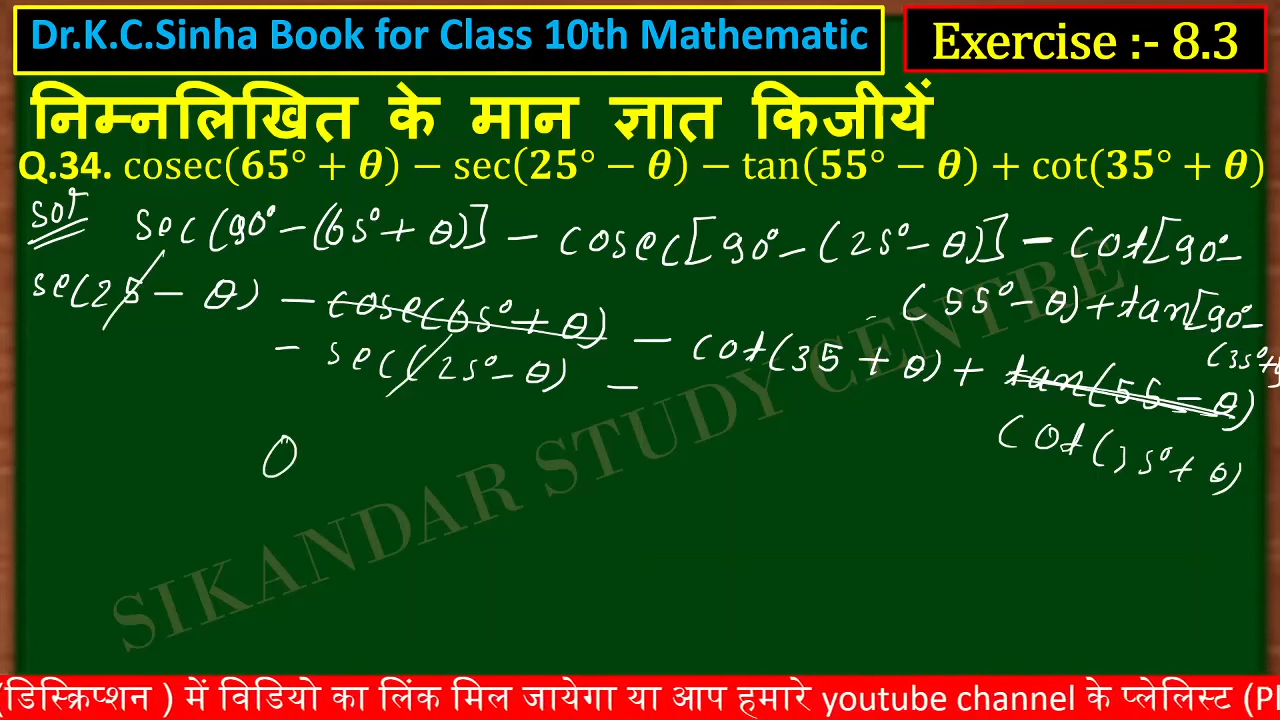 Dr.K.C.Sinha Book for Class 10th Mathematic
Exercise :- 8.3
निम्नलिखित के मान ज्ञात किजीयें
Q.34. cosec(65° + θ) − sec(25° − θ) − tan(55° − θ) + cot(35° + θ)
Sol
sec(90° − (65° + θ)] − cosec[90° − (25° − θ)] − cot[90° −
(55° − θ) + tan[90° −
(35° + θ
sec(25 − θ) − cosec(65° + θ) − cot(35 + θ) + tan(55 − θ)
− sec(25° − θ) −
cot(35° + θ)
0
SIKANDAR STUDY CENTRE
(डिस्क्रिप्शन ) में विडियो का लिंक मिल जायेगा या आप हमारे youtube channel के प्लेलिस्ट (Pl